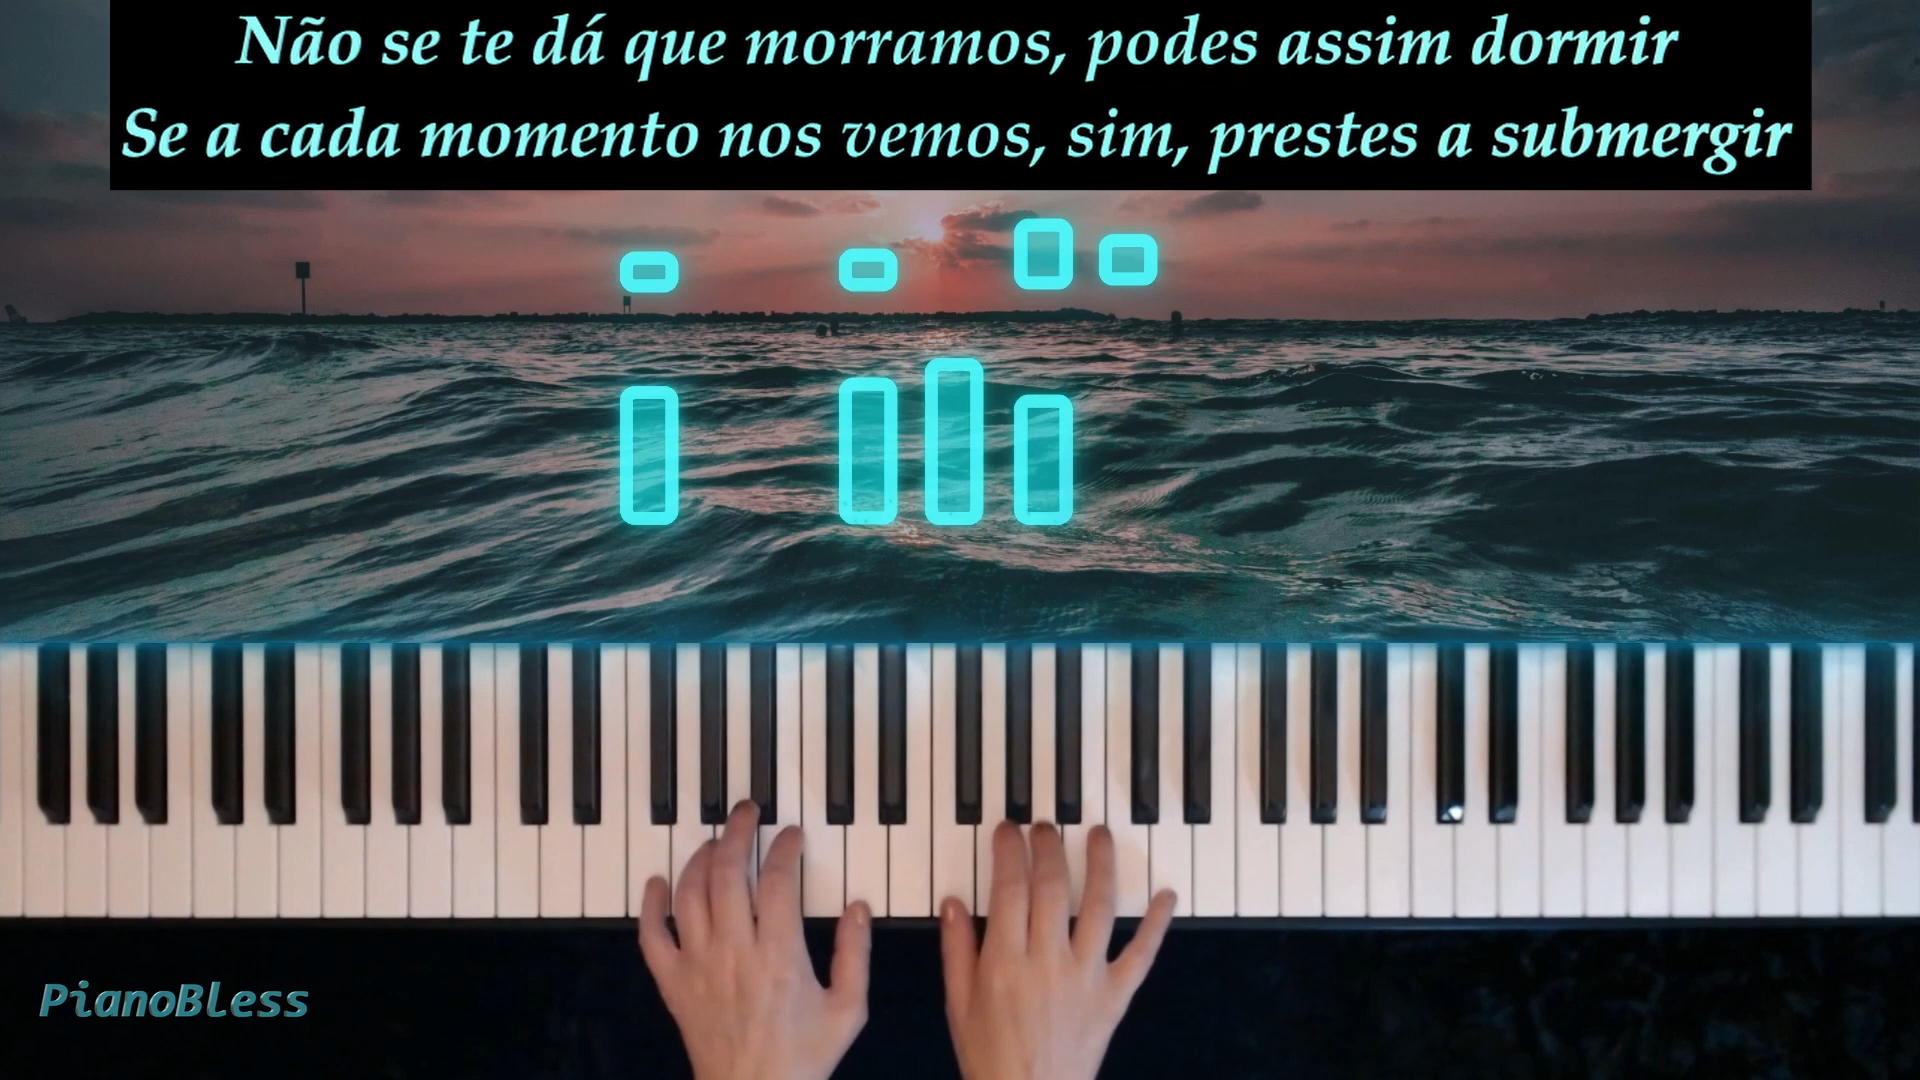 Não se te dá que morramos, podes assim dormir
Se a cada momento nos vemos, sim, prestes a submergir
PianoBless